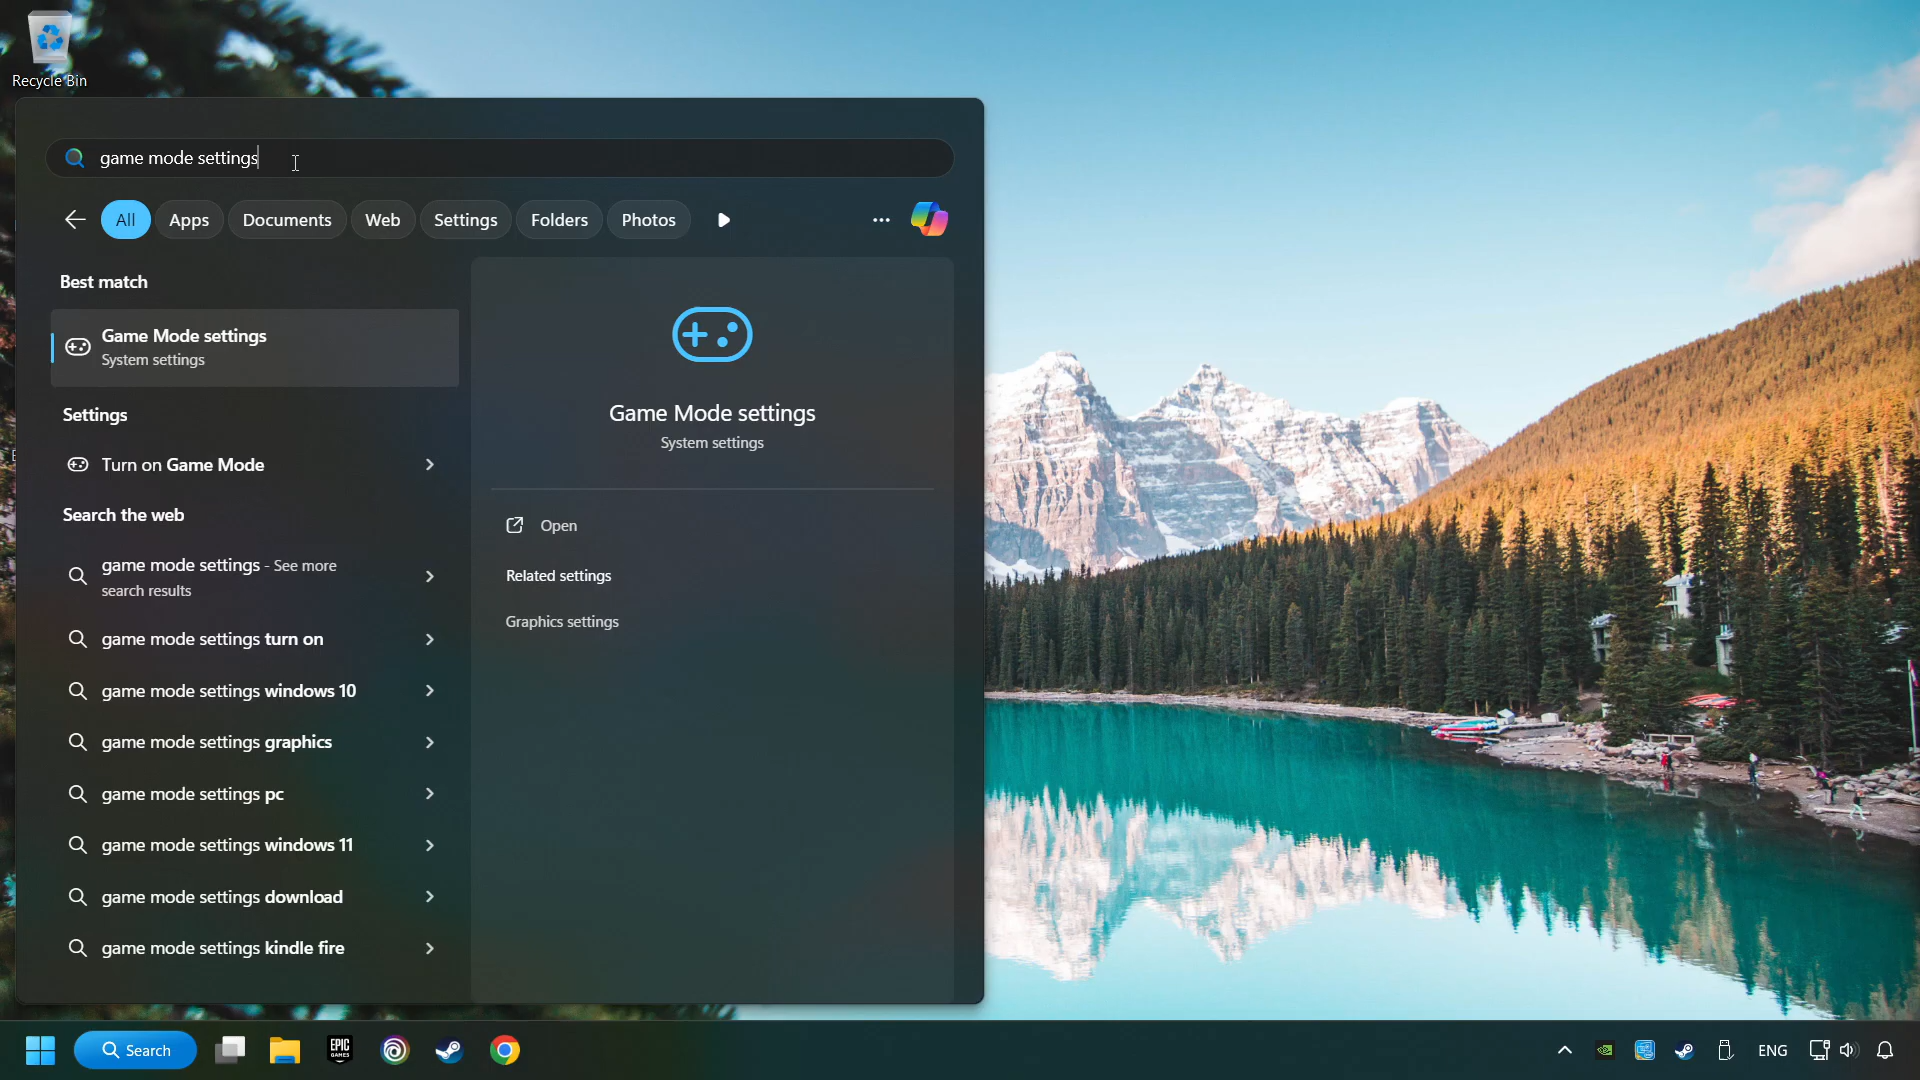 Recycle Bin
game mode settings
All
Apps
Documents
Web
Settings
Folders
Photos
Best match
Game Mode settings
System settings
Settings
Turn on Game Mode
Search the web
game mode settings - See more
search results
game mode settings turn on
game mode settings windows 10
game mode settings graphics
game mode settings pc
game mode settings windows 11
game mode settings download
game mode settings kindle fire
Game Mode settings
System settings
Open
Related settings
Graphics settings
Search
EPIC
GAMES
ENG